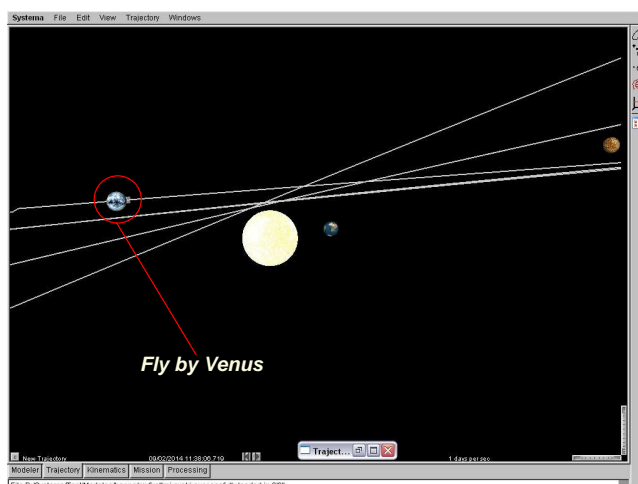 Systema File Edit View Trajectory Windows
Fly by Venus
New Trajectory 09/02/2014 11:38:06.719 1 days per sec
Traject...
Modeler Trajectory Kinematics Mission Processing